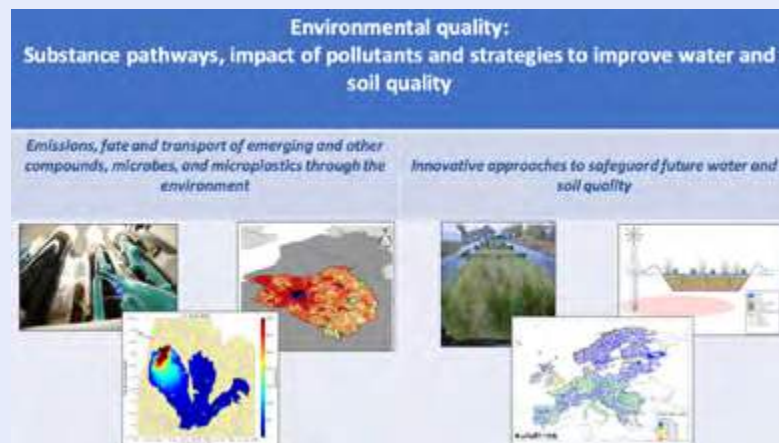 Environmental quality:
Substance pathways, impact of pollutants and strategies to improve water and
soil quality
Emissions, fate and transport of emerging and other
compounds, microbes, and microplastics through the
environment
Innovative approaches to safeguard future water and
soil quality